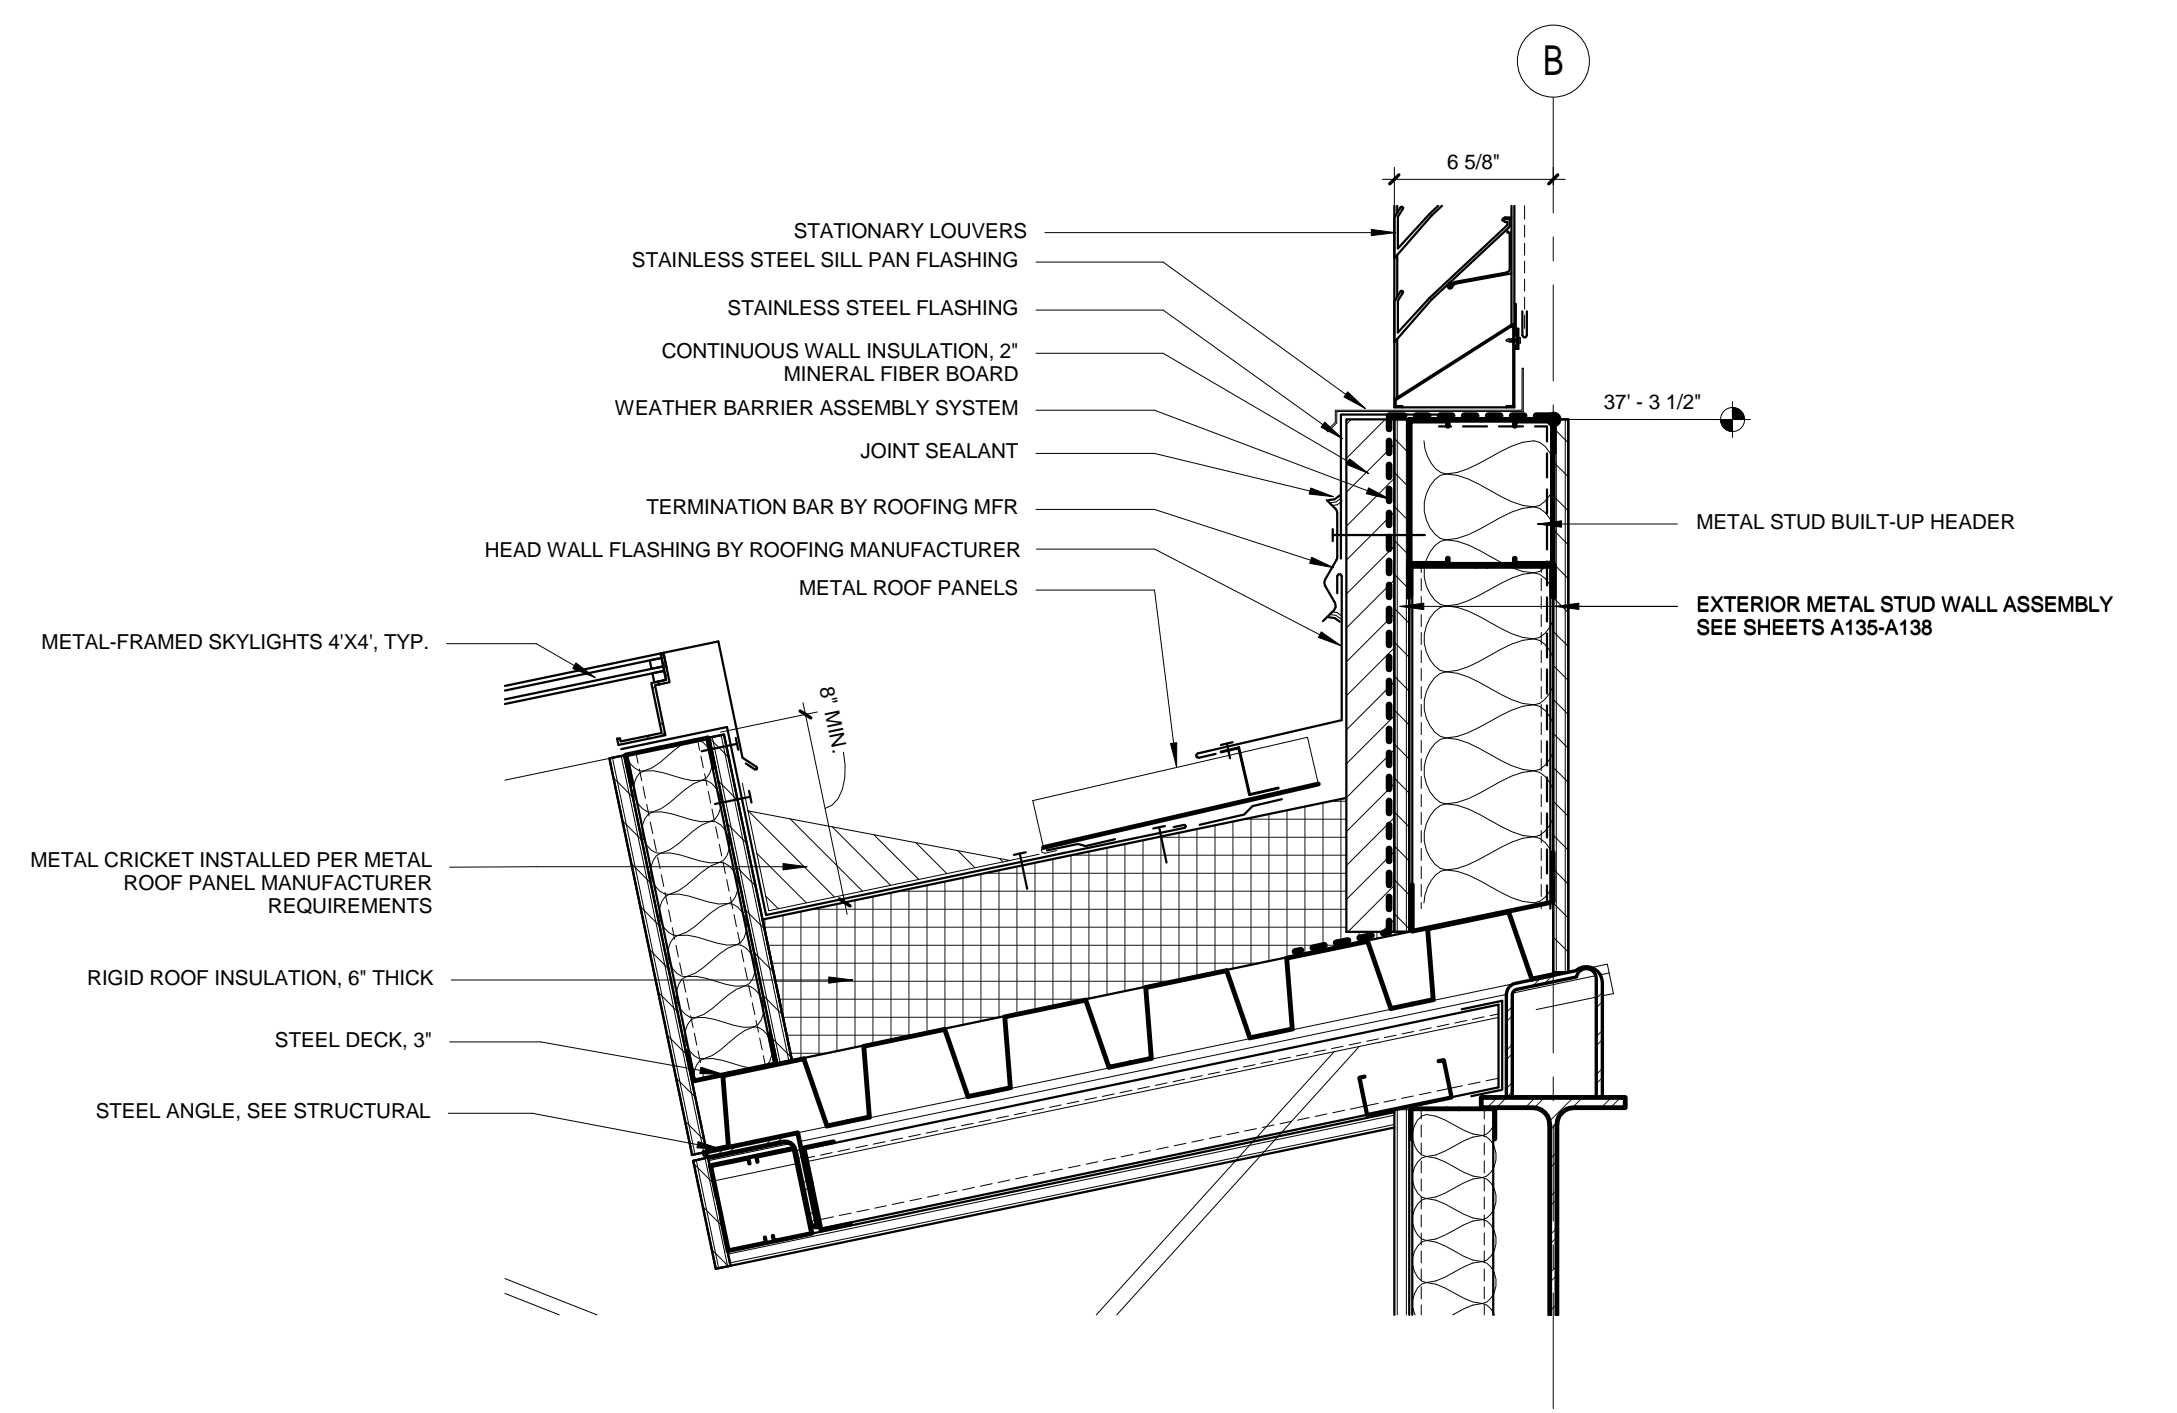 B
6 5/8"
STATIONARY LOUVERS
STAINLESS STEEL SILL PAN FLASHING
STAINLESS STEEL FLASHING
CONTINUOUS WALL INSULATION, 2"
MINERAL FIBER BOARD
WEATHER BARRIER ASSEMBLY SYSTEM
JOINT SEALANT
TERMINATION BAR BY ROOFING MFR
HEAD WALL FLASHING BY ROOFING MANUFACTURER
METAL ROOF PANELS
37' - 3 1/2"
METAL STUD BUILT-UP HEADER
EXTERIOR METAL STUD WALL ASSEMBLY
SEE SHEETS A135-A138
METAL-FRAMED SKYLIGHTS 4'X4', TYP.
8" MIN.
METAL CRICKET INSTALLED PER METAL
ROOF PANEL MANUFACTURER
REQUIREMENTS
RIGID ROOF INSULATION, 6" THICK
STEEL DECK, 3"
STEEL ANGLE, SEE STRUCTURAL